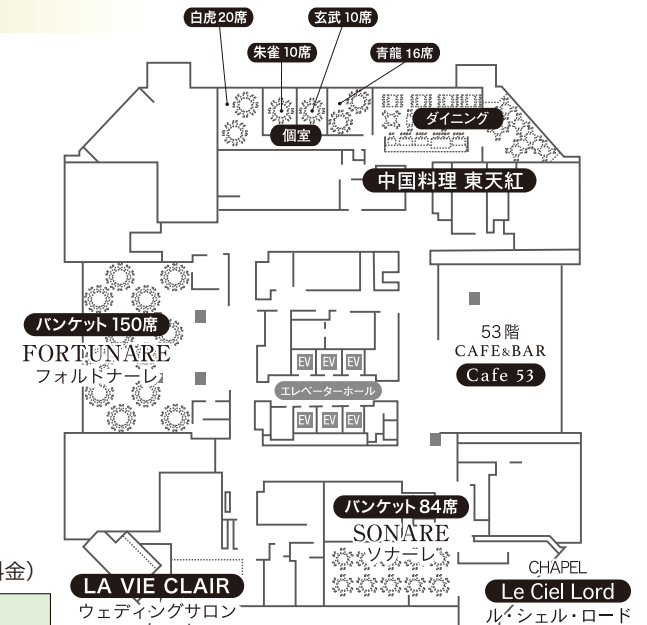 白虎20席
玄武10席
朱雀10席
青龍 16席
ダイニング
個室
中国料理 東天紅
バンケット 150席
FORTUNARE
フォルトナーレ
53階
CAFE&BAR
Cafe 53
EV EV EV
エレベーターホール
EV EV EV
バンケット 84席
SONARE
ソナーレ
金)
LA VIE CLAIR
ウェディングサロン
CHAPEL
Le Ciel Lord
ル・シェル・ロード